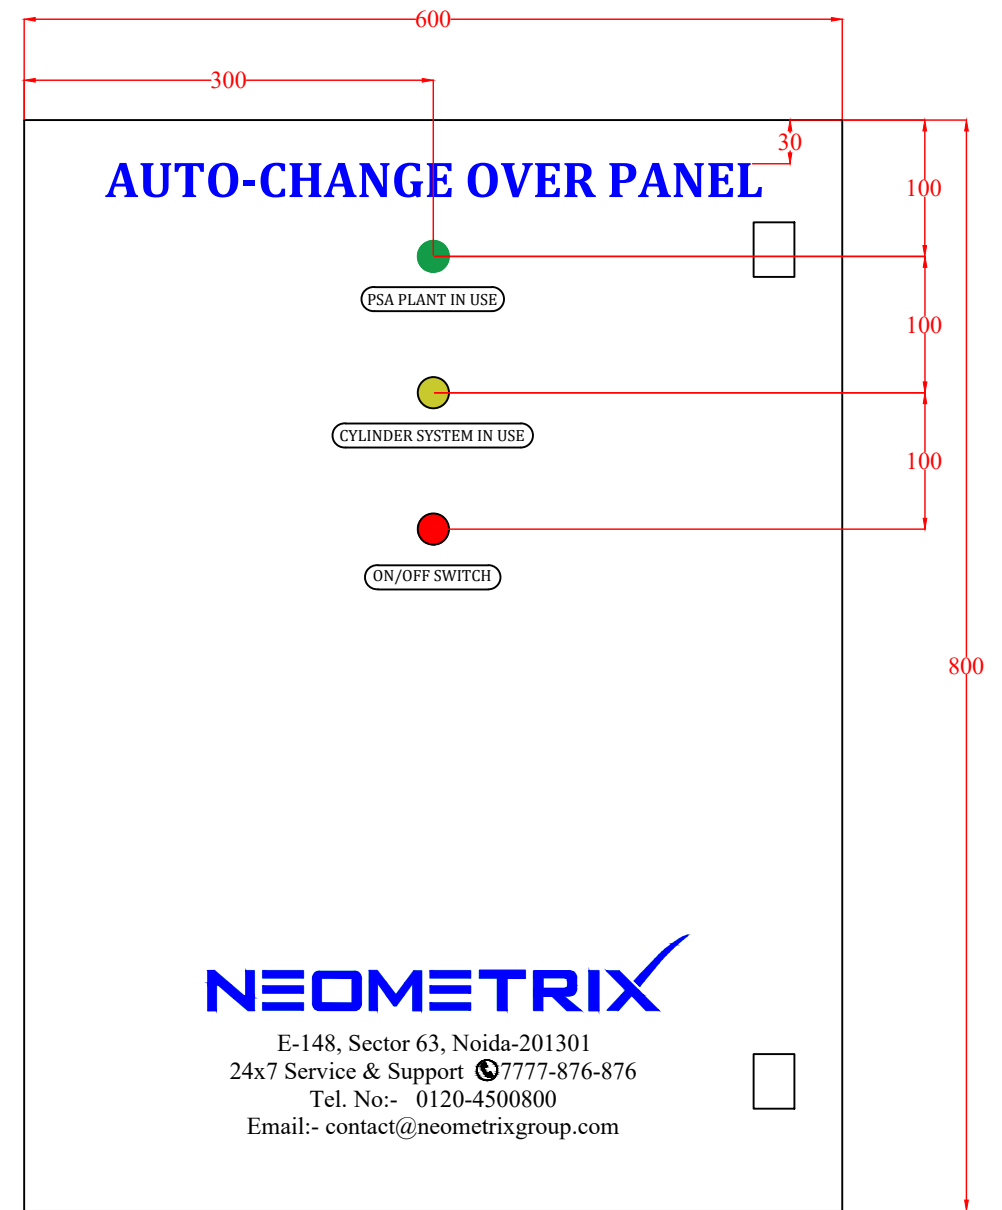 600
300
30
AUTO-CHANGE OVER PANEL
100
PSA PLANT IN USE
100
CYLINDER SYSTEM IN USE
100
ON/OFF SWITCH
800
NEOMETRIX
E-148, Sector 63, Noida-201301
24x7 Service & Support 7777-876-876
Tel. No:- 0120-4500800
Email:- contact@neometrixgroup.com